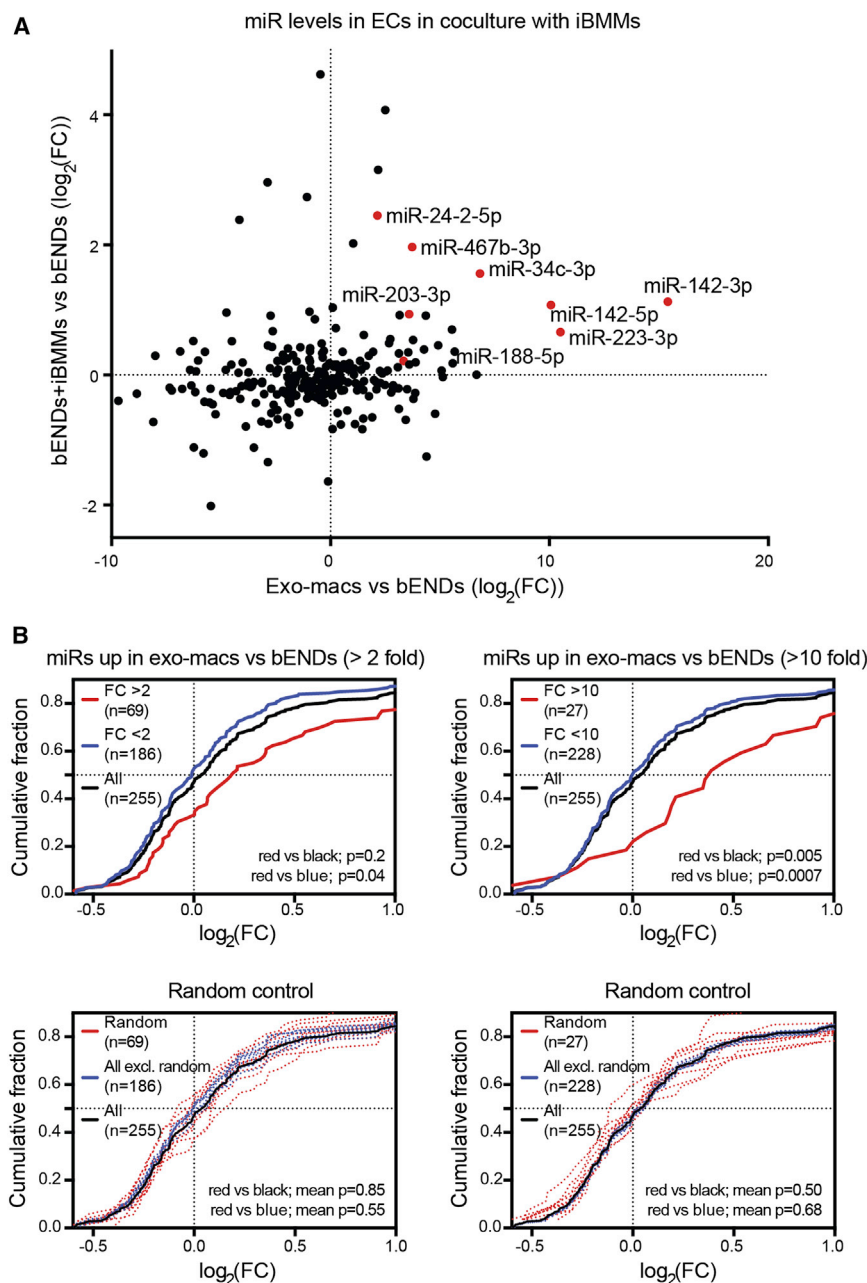 A
miR levels in ECs in coculture with iBMMs
bENDs+iBMMs vs bENDs (log2(FC))
4
2
0
-2
miR-24-2-5p
miR-467b-3p
miR-34c-3p
miR-203-3p
miR-142-3p
miR-142-5p
miR-223-3p
miR-188-5p
-10
0
10
20
Exo-macs vs bENDs (log2(FC))
B
miRs up in exo-macs vs bENDs (> 2 fold)
Cumulative fraction
0.8
0.6
0.4
0.2
0.0
FC >2
(n=69)
FC <2
(n=186)
All
(n=255)
red vs black; p=0.2
red vs blue; p=0.04
-0.5
0.0
0.5
1.0
log2(FC)
miRs up in exo-macs vs bENDs (>10 fold)
Cumulative fraction
0.8
0.6
0.4
0.2
0.0
FC >10
(n=27)
FC <10
(n=228)
All
(n=255)
red vs black; p=0.005
red vs blue; p=0.0007
-0.5
0.0
0.5
1.0
log2(FC)
Random control
Cumulative fraction
0.8
0.6
0.4
0.2
0.0
Random
(n=69)
All excl. random
(n=186)
All
(n=255)
red vs black; mean p=0.85
red vs blue; mean p=0.55
-0.5
0.0
0.5
1.0
log2(FC)
Random control
Cumulative fraction
0.8
0.6
0.4
0.2
0.0
Random
(n=27)
All excl. random
(n=228)
All
(n=255)
red vs black; mean p=0.50
red vs blue; mean p=0.68
-0.5
0.0
0.5
1.0
log2(FC)